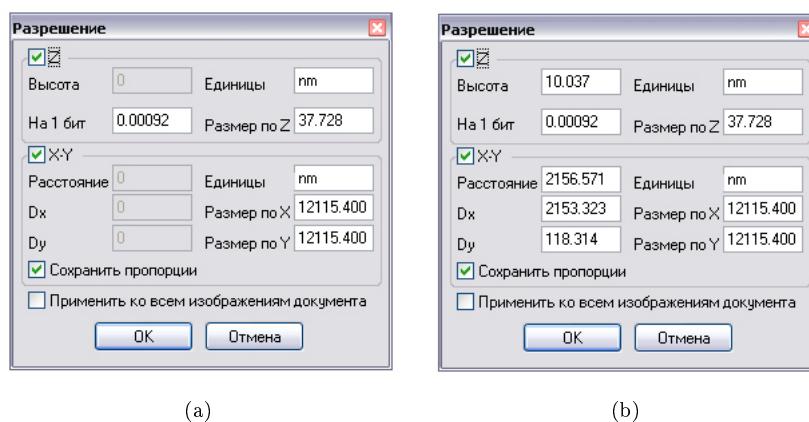 Разрешение
Z
Высота 0 Единицы nm
На 1 бит 0.00092 Размер по Z 37.728
X-Y
Расстояние 0 Единицы nm
Dx 0 Размер по X 12115.400
Dy 0 Размер по Y 12115.400
Сохранить пропорции
Применить ко всем изображениям документа
OK Отмена
(a)
Разрешение
Z
Высота 10.037 Единицы nm
На 1 бит 0.00092 Размер по Z 37.728
X-Y
Расстояние 2156.571 Единицы nm
Dx 2153.323 Размер по X 12115.400
Dy 118.314 Размер по Y 12115.400
Сохранить пропорции
Применить ко всем изображениям документа
OK Отмена
(b)